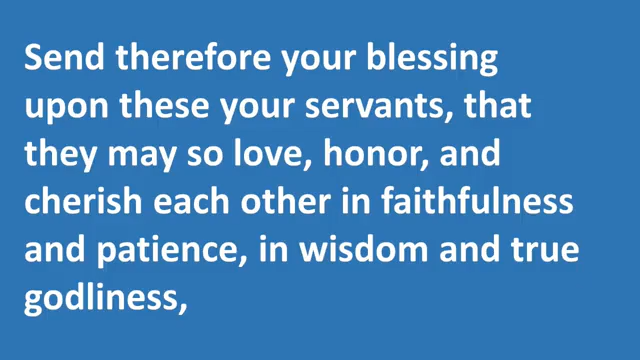 Send therefore your blessing
upon these your servants, that
they may so love, honor, and
cherish each other in faithfulness
and patience, in wisdom and true
godliness,